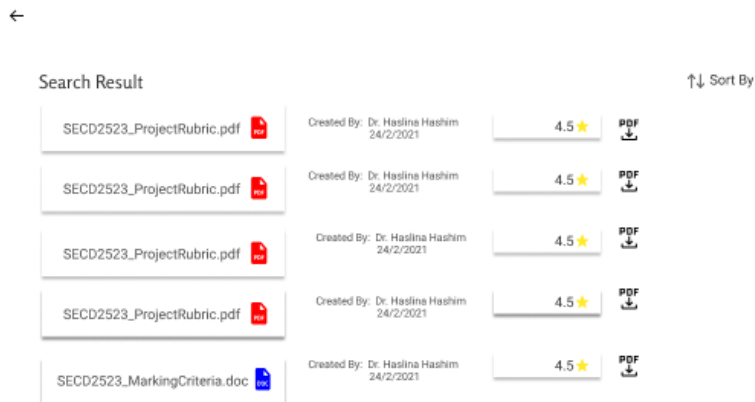 Search Result
Sort By
SECD2523_ProjectRubric.pdf PDF Created By: Dr. Haslina Hashim 4.5 PDF
24/2/2021
SECD2523_ProjectRubric.pdf PDF Created By: Dr. Haslina Hashim 4.5 PDF
24/2/2021
SECD2523_ProjectRubric.pdf PDF Created By: Dr. Haslina Hashim 4.5 PDF
24/2/2021
SECD2523_ProjectRubric.pdf PDF Created By: Dr. Haslina Hashim 4.5 PDF
24/2/2021
SECD2523_MarkingCriteria.doc DOC Created By: Dr. Haslina Hashim 4.5 PDF
24/2/2021